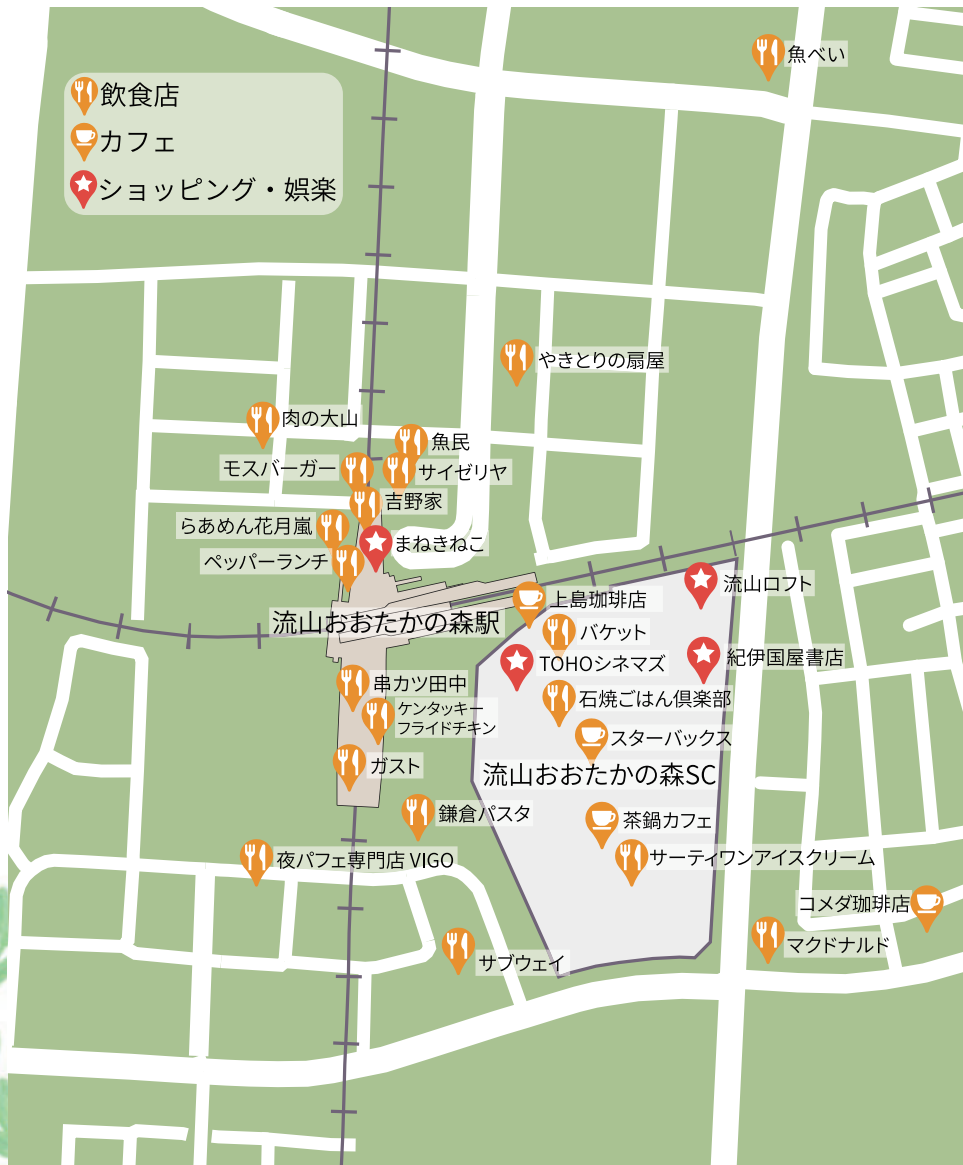 魚べい
飲食店
カフェ
ショッピング・娯楽
やきとりの扇屋
肉の大山
魚民
モスバーガー
サイゼリヤ
吉野家
らあめん花月嵐
まねきねこ
ペッパーランチ
流山ロフト
上島珈琲店
流山おおたかの森駅
バケット
TOHOシネマズ
紀伊国屋書店
串カツ田中
石焼ごはん倶楽部
ケンタッキー
フライドチキン
スターバックス
ガスト
流山おおたかの森SC
鎌倉パスタ
茶鍋カフェ
夜パフェ専門店 VIGO
サーティワンアイスクリーム
コメダ珈琲店
マクドナルド
サブウェイ